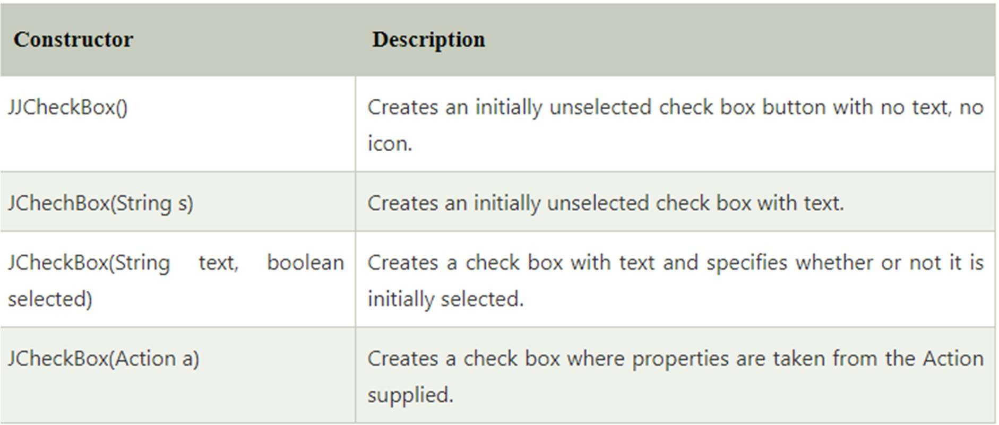 Constructor Description
JJCheckBox() Creates an initially unselected check box button with no text, no
icon.
JChechBox(String s) Creates an initially unselected check box with text.
JCheckBox(String text, boolean Creates a check box with text and specifies whether or not it is
selected) initially selected.
JCheckBox(Action a) Creates a check box where properties are taken from the Action
supplied.